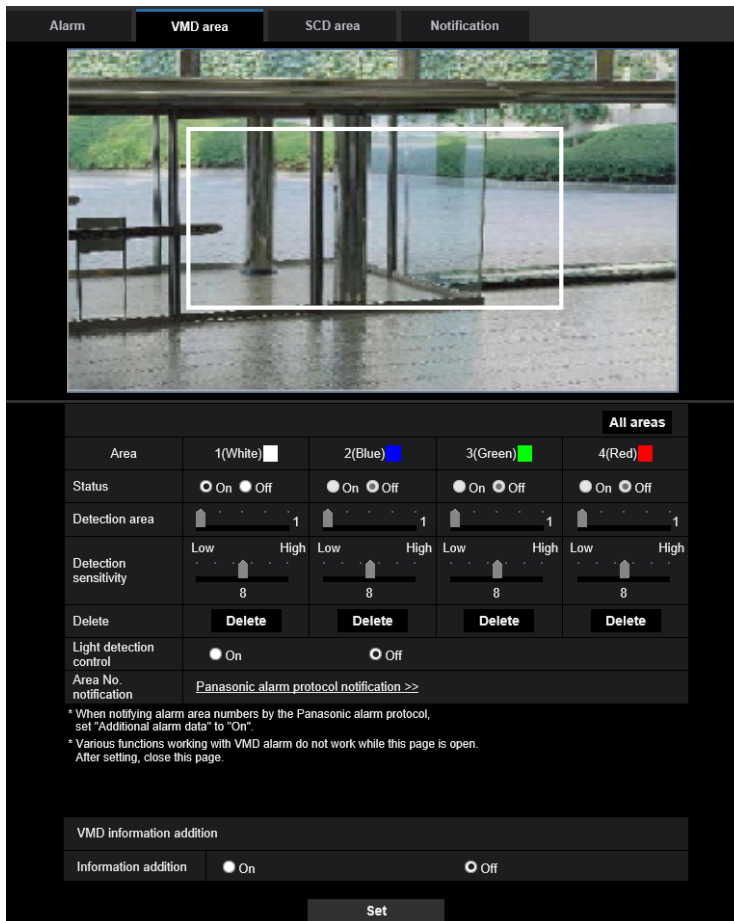 Alarm VMD area SCD area Notification
All areas
Area 1(White) 2(Blue) 3(Green) 4(Red)
Status On Off On Off On Off On Off
Detection area 1 1 1 1
Low High Low High Low High Low High
Detection
sensitivity
8 8 8 8
Delete Delete Delete Delete Delete
Light detection
control On Off
Area No.
notification Panasonic alarm protocol notification >>
* When notifying alarm area numbers by the Panasonic alarm protocol,
set "Additional alarm data" to "On".
* Various functions working with VMD alarm do not work while this page is open.
After setting, close this page.
VMD information addition
Information addition On Off
Set